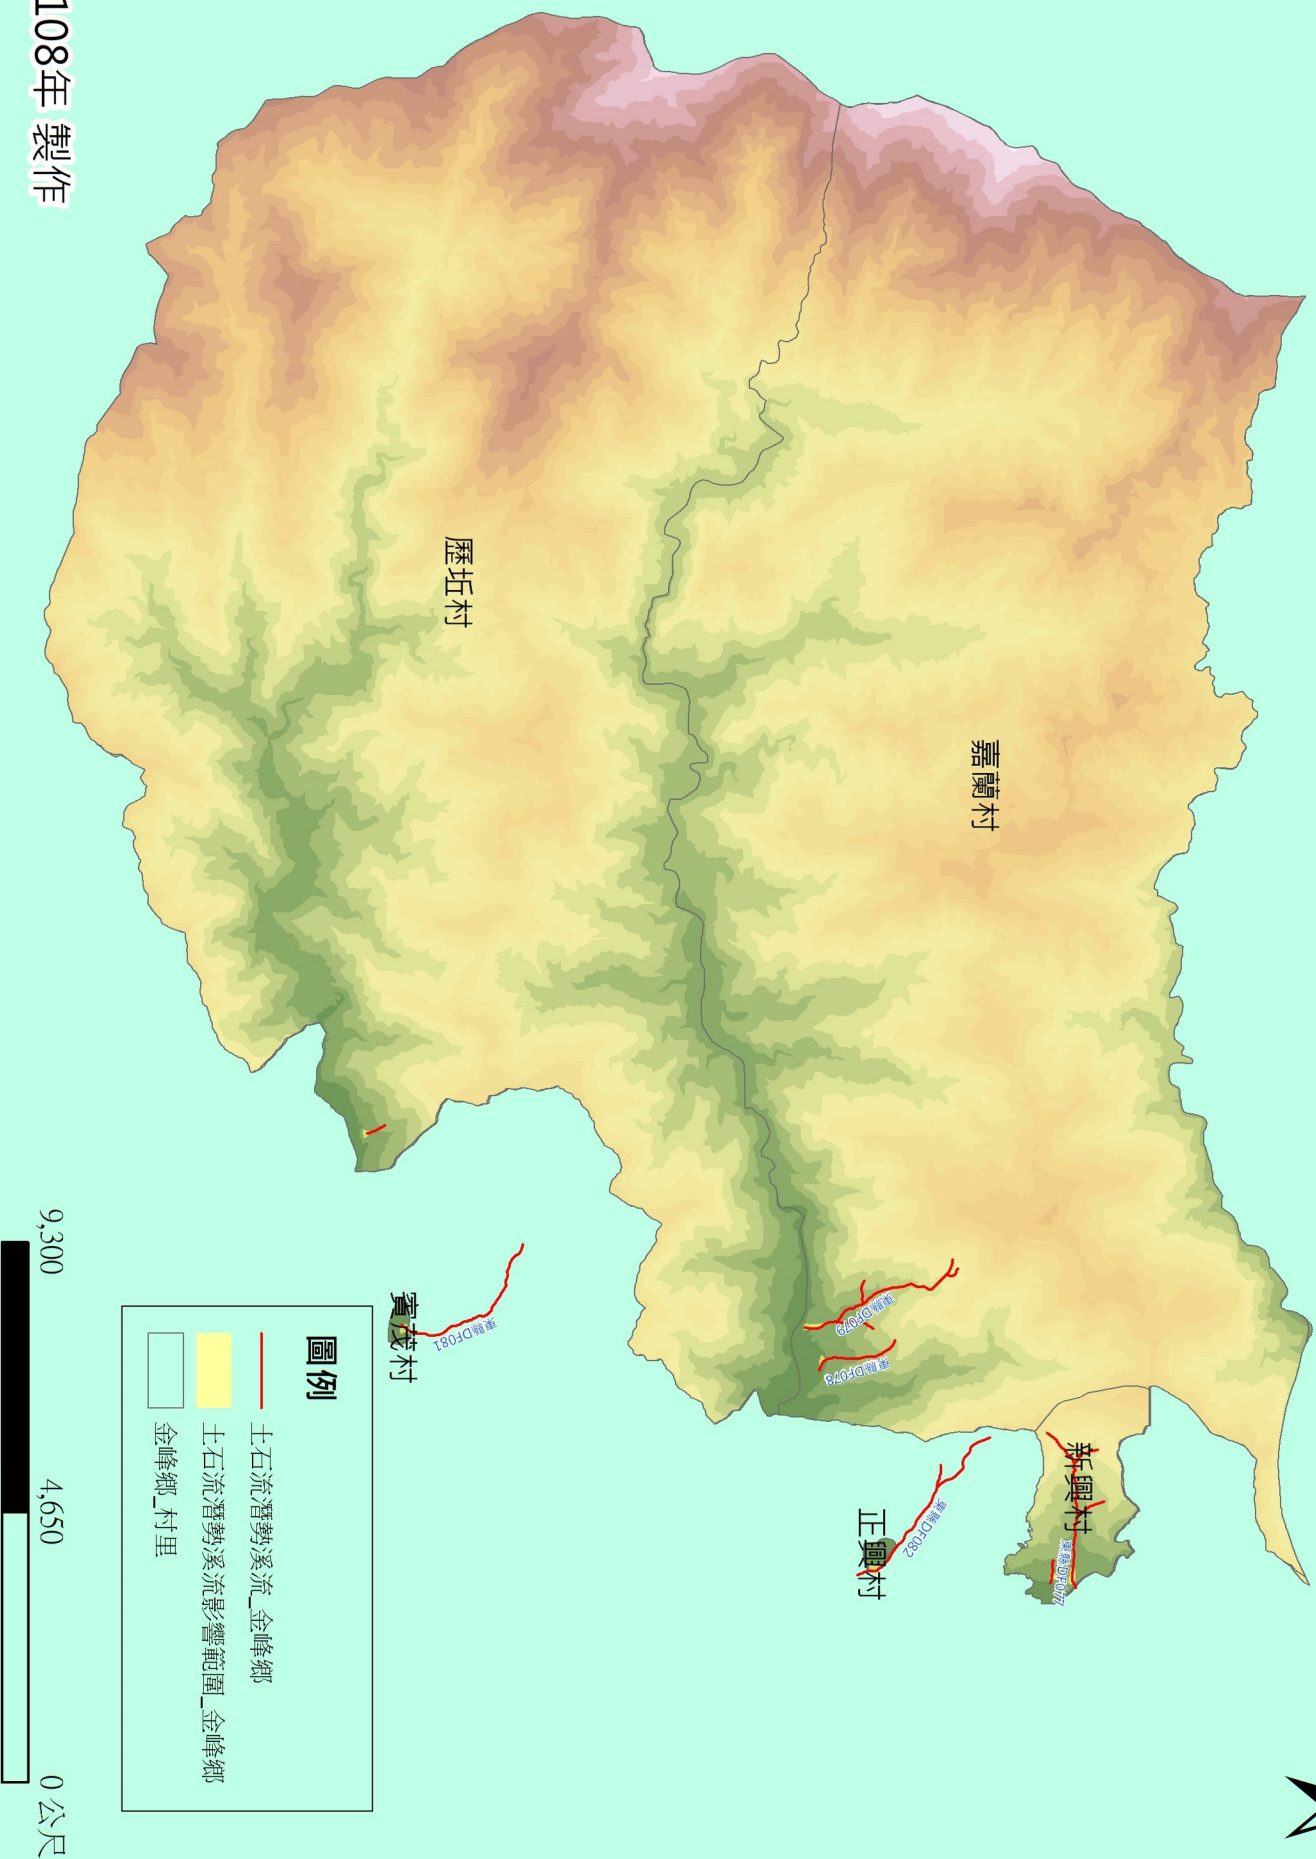 新興村
東縣DF077
嘉蘭村
正興村
東縣DF082
東縣DF079
東縣DF078
歷坵村
賓茂村
東縣DF081
圖例
土石流潛勢溪流_金峰鄉
土石流潛勢溪流影響範圍_金峰鄉
金峰鄉_村里
108年 製作
9,300
4,650
0 公尺